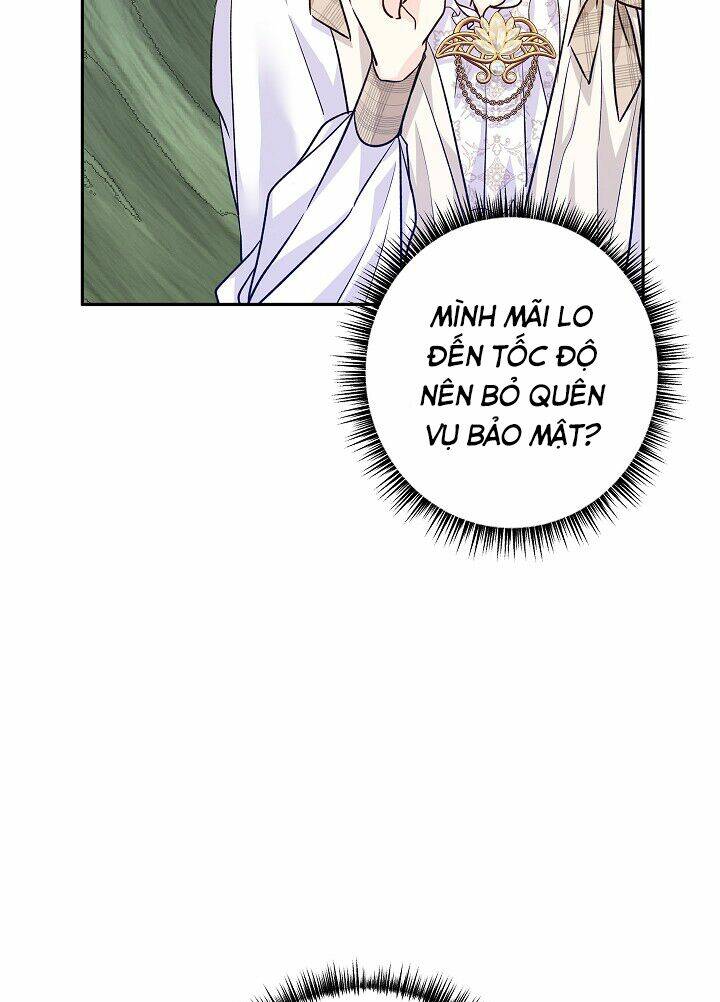 MÌNH MÃI LO
ĐẾN TỐC ĐỘ
NÊN BỎ QUÊN
VỤ BẢO MẬT?